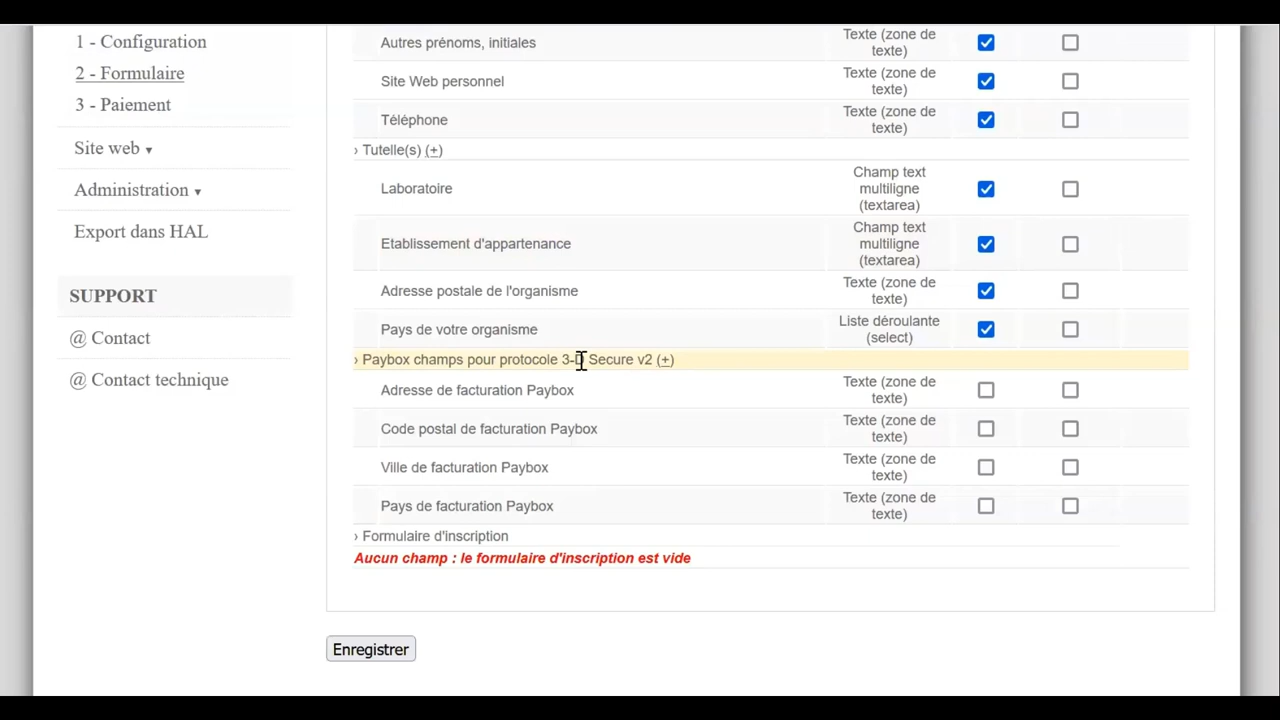 1 - Configuration
2 - Formulaire
3 - Paiement
Site web ▾
Administration ▾
Export dans HAL
SUPPORT
@ Contact
@ Contact technique
Autres prénoms, initiales
Texte (zone de
texte)
Site Web personnel
Texte (zone de
texte)
Téléphone
Texte (zone de
texte)
› Tutelle(s) (+)
Laboratoire
Champ text
multiligne
(textarea)
Etablissement d'appartenance
Champ text
multiligne
(textarea)
Adresse postale de l'organisme
Texte (zone de
texte)
Pays de votre organisme
Liste déroulante
(select)
› Paybox champs pour protocole 3-D Secure v2 (+)
Adresse de facturation Paybox
Texte (zone de
texte)
Code postal de facturation Paybox
Texte (zone de
texte)
Ville de facturation Paybox
Texte (zone de
texte)
Pays de facturation Paybox
Texte (zone de
texte)
› Formulaire d'inscription
Aucun champ : le formulaire d'inscription est vide
Enregistrer